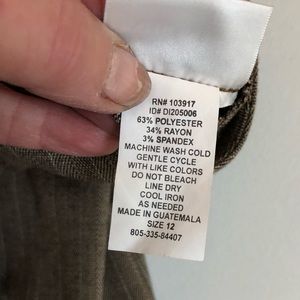 RN# 103917
ID# DI205006
63% POLYESTER
34% RAYON
3% SPANDEX
MACHINE WASH COLD
GENTLE CYCLE
WITH LIKE COLORS
DO NOT BLEACH
LINE DRY
COOL IRON
AS NEEDED
MADE IN GUATEMALA
SIZE 12
805-335-84407